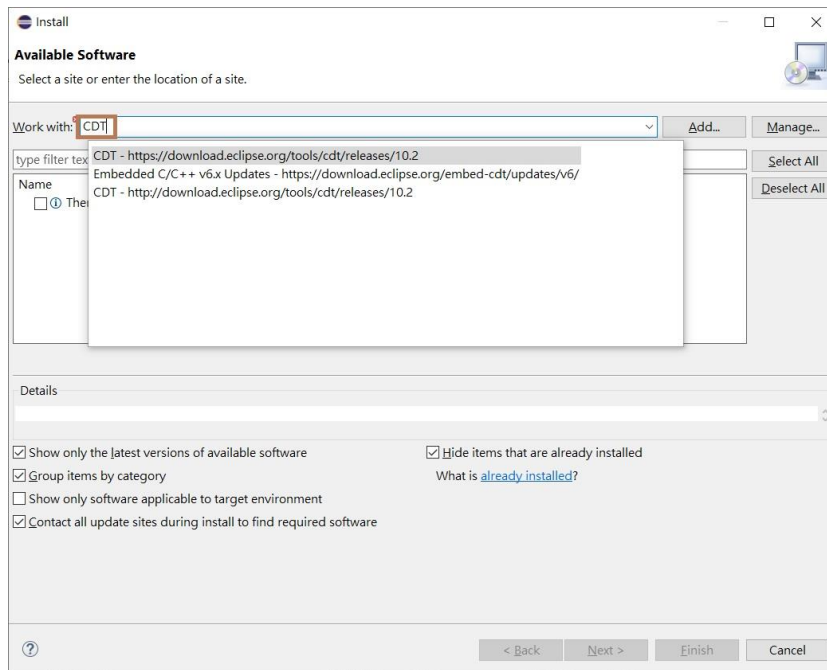 Install
Available Software
Select a site or enter the location of a site.
Work with: CDT Add... Manage...
type filter tex
CDT - https://download.eclipse.org/tools/cdt/releases/10.2
Embedded C/C++ v6.x Updates - https://download.eclipse.org/embed-cdt/updates/v6/
CDT - http://download.eclipse.org/tools/cdt/releases/10.2
Select All
Name
Deselect All
Ther
Details
Show only the latest versions of available software
Hide items that are already installed
Group items by category
What is already installed?
Show only software applicable to target environment
Contact all update sites during install to find required software
? < Back Next > Finish Cancel